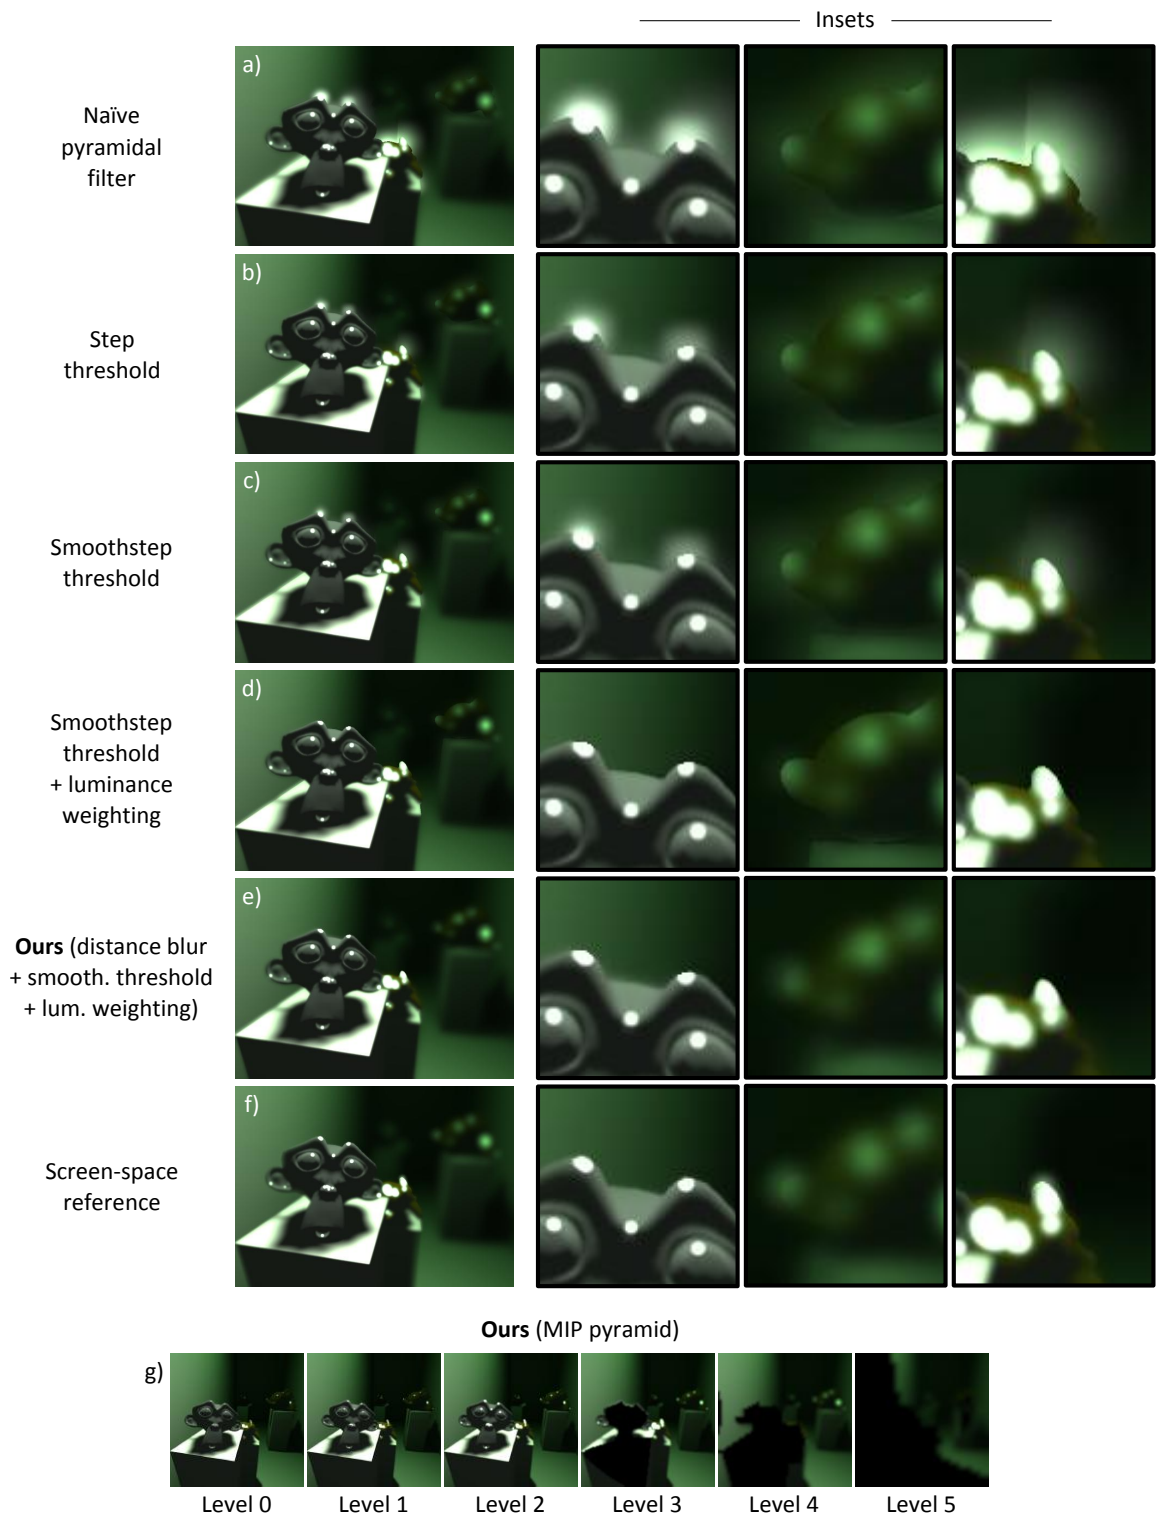 Insets
a)
Naïve
pyramidal
filter
b)
Step
threshold
c)
Smoothstep
threshold
d)
Smoothstep
threshold
+ luminance
weighting
e)
Ours (distance blur
+ smooth. threshold
+ lum. weighting)
f)
Screen-space
reference
Ours (MIP pyramid)
g)
Level 0 Level 1 Level 2 Level 3 Level 4 Level 5